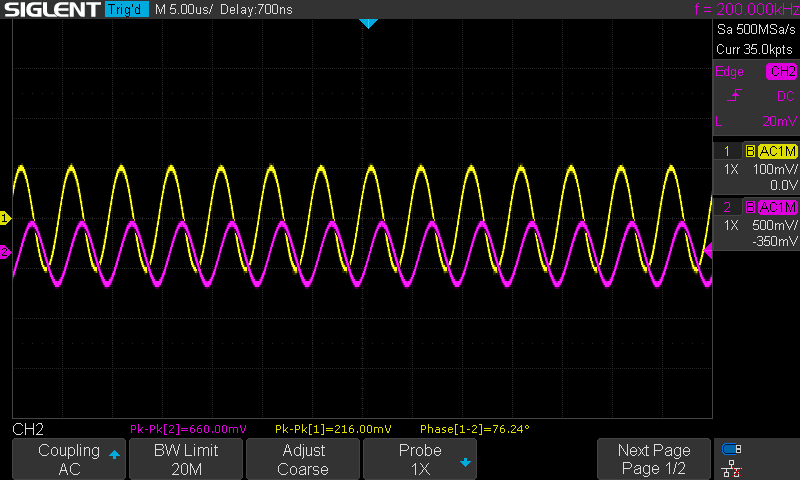 SIGLENT Trig'd M 5.00us/ Delay:700ns f = 200.000kHz
Sa 500MSa/s
Curr 35.0kpts
Edge CH2
DC
L 20mV
1 B AC1M
1X 100mV/
0.0V
2 B AC1M
1X 500mV/
-350mV
1
2
CH2 Pk-Pk[2]=660.00mV Pk-Pk[1]=216.00mV Phase[1-2]=76.24°
Coupling
AC
BW Limit
20M
Adjust
Coarse
Probe
1X
Next Page
Page 1/2